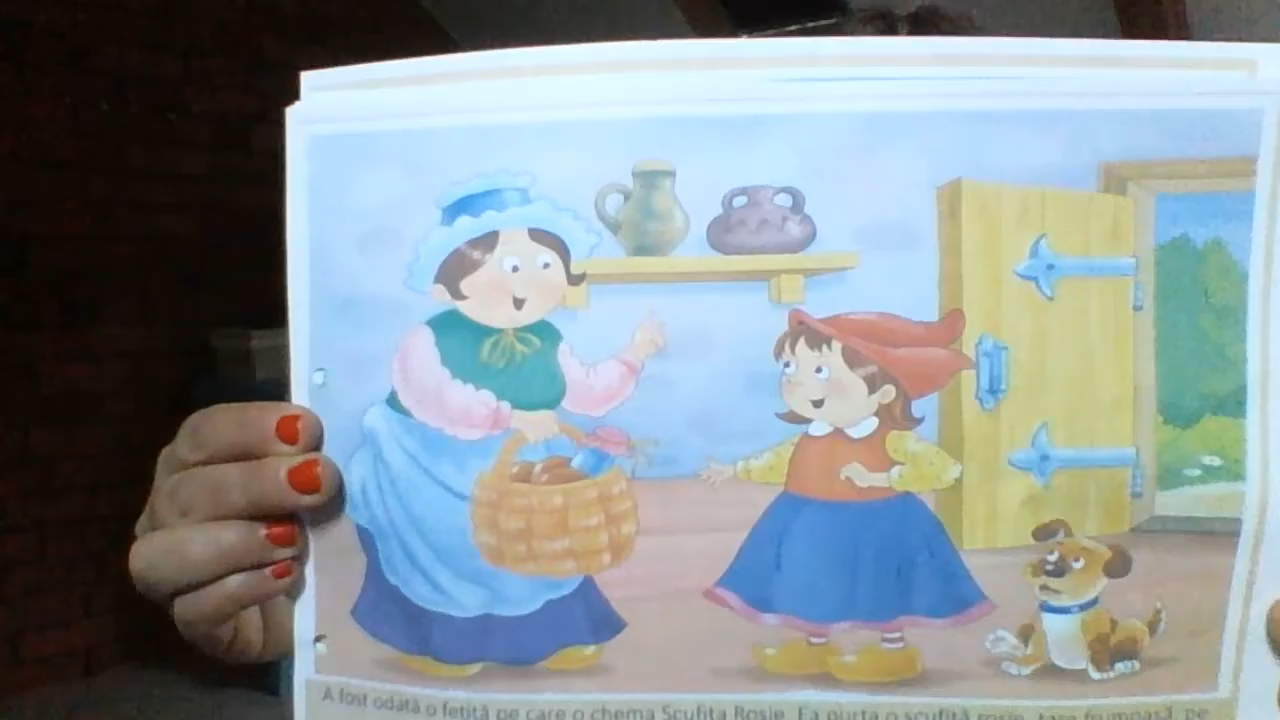 A fost odată o fetiță pe care o chema Scufița Roșie. Ea purta o scufiță roșie, tare frumoasă, pe